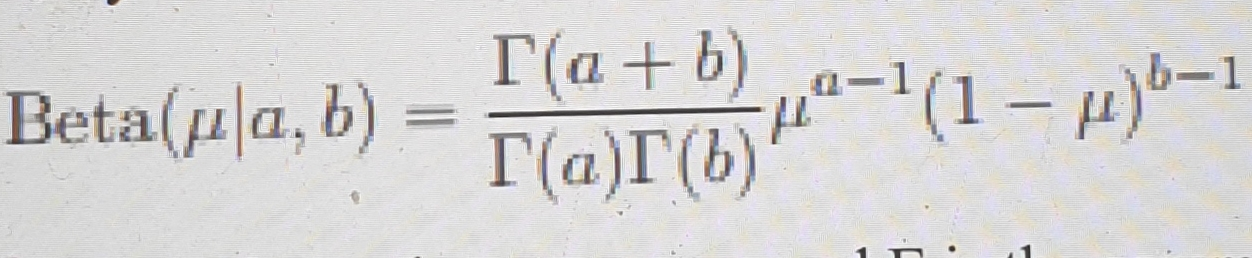 Beta(μ|a, b) = Γ(a + b) / Γ(a)Γ(b) μ^{a−1}(1 − μ)^{b−1}